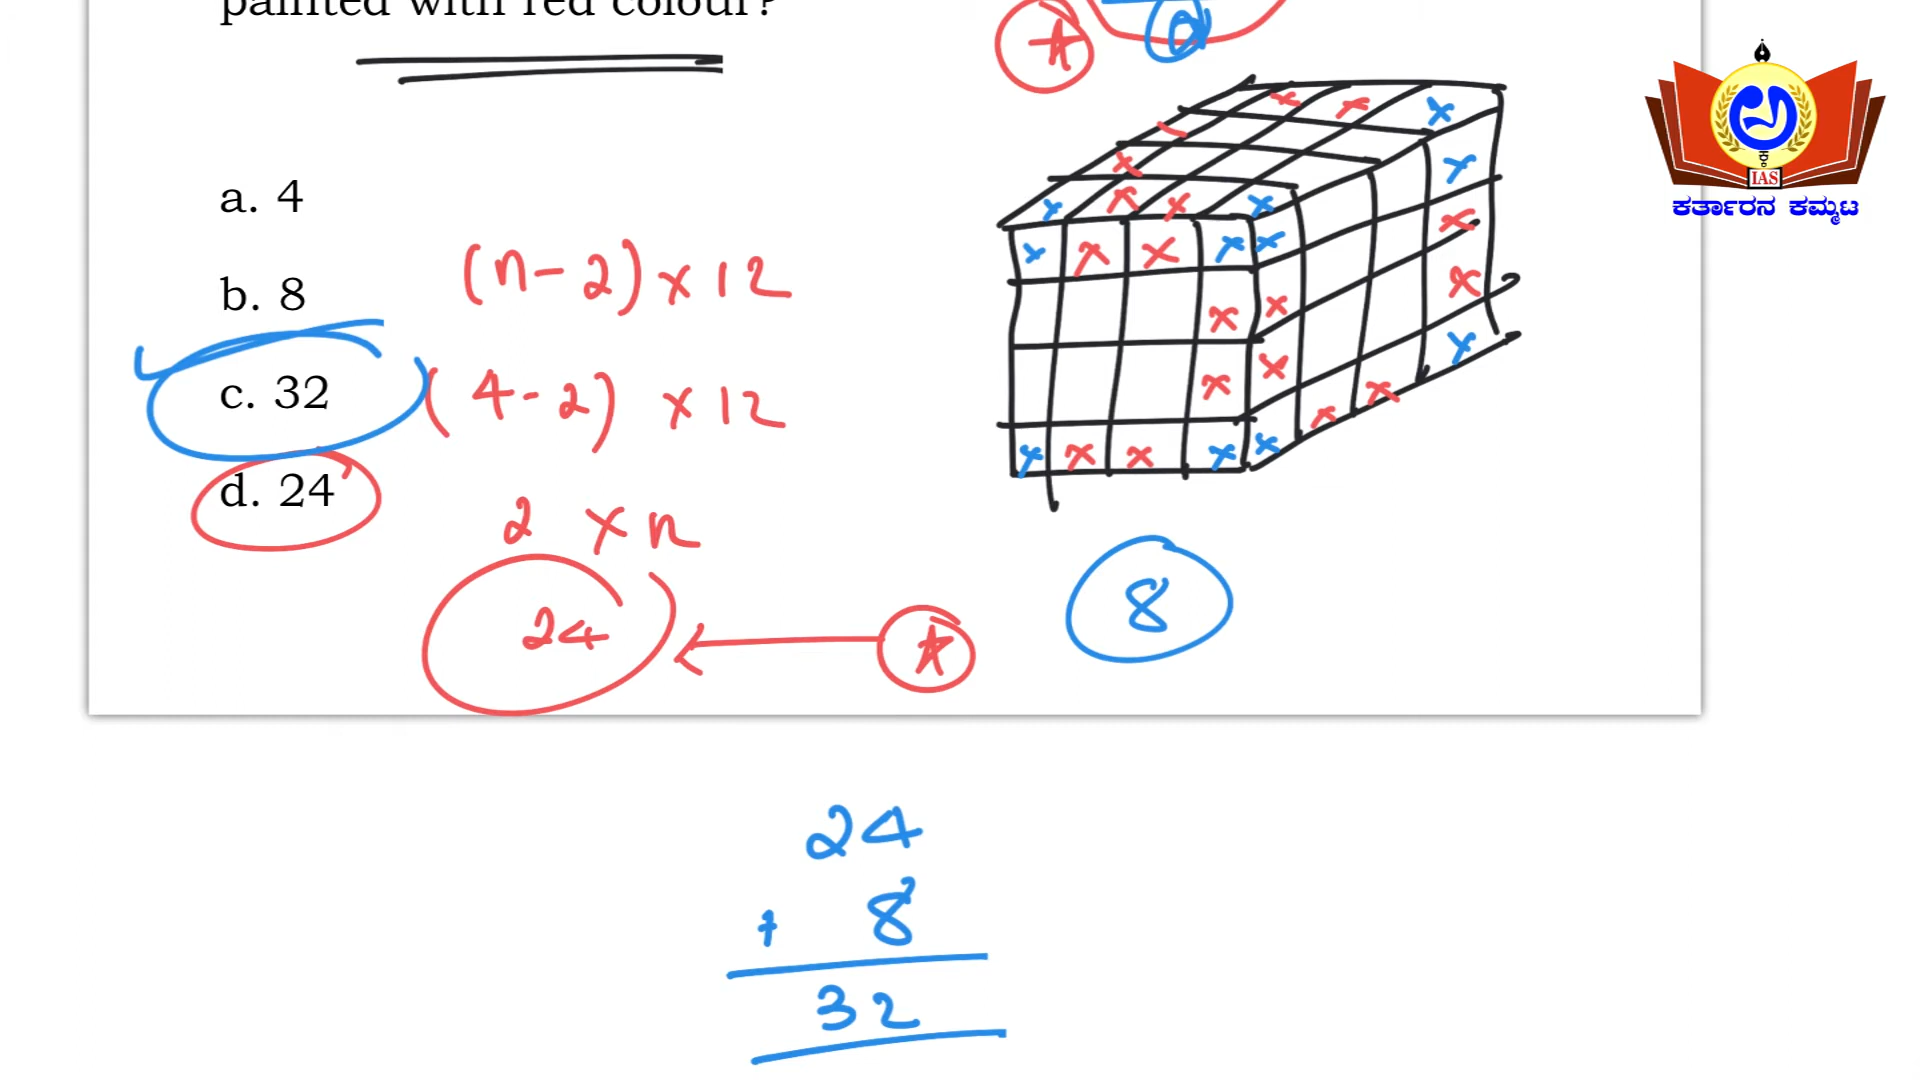 painted with red colour?
a. 4
b. 8
c. 32
d. 24
(n-2) x 12
(4-2) x 12
2 x n
24
8
24
+ 8
32
IAS
ಕರ್ತಾರನ ಕಮ್ಮಟ